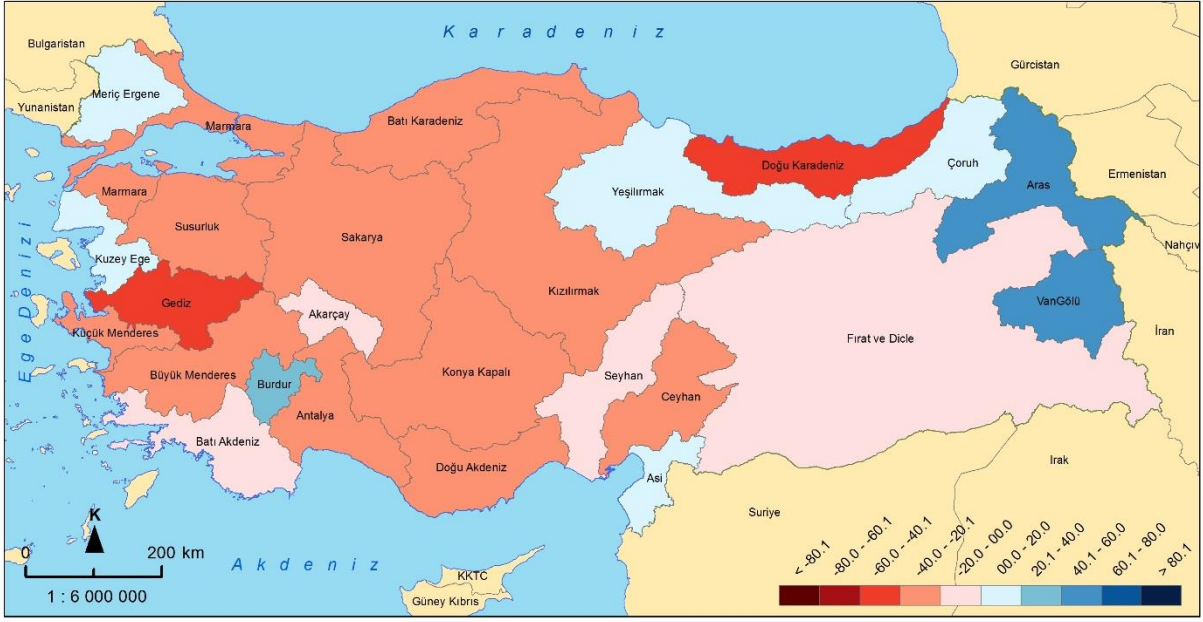 Karadeniz
Bulgaristan
Gürcistan
Meriç Ergene
Yunanistan
Marmara
Batı Karadeniz
Doğu Karadeniz
Çoruh
Ermenistan
Yeşilırmak
Aras
Marmara
Susurluk
Sakarya
Nahçıv
Kuzey Ege
Ege Denizi
Kızılırmak
Gediz
Akarçay
VanGölü
Küçük Menderes
İran
Fırat ve Dicle
Büyük Menderes
Burdur
Konya Kapalı
Seyhan
Ceyhan
Antalya
Batı Akdeniz
Doğu Akdeniz
Asi
Irak
Suriye
K
0 200 km
1 : 6 000 000
Akdeniz
KKTC
Güney Kıbrıs
< -80.1
-80.0 - -60.1
-60.0 - -40.1
-40.0 - -20.1
-20.0 - 00.0
00.0 - 20.0
20.1 - 40.0
40.1 - 60.0
60.1 - 80.0
> 80.1